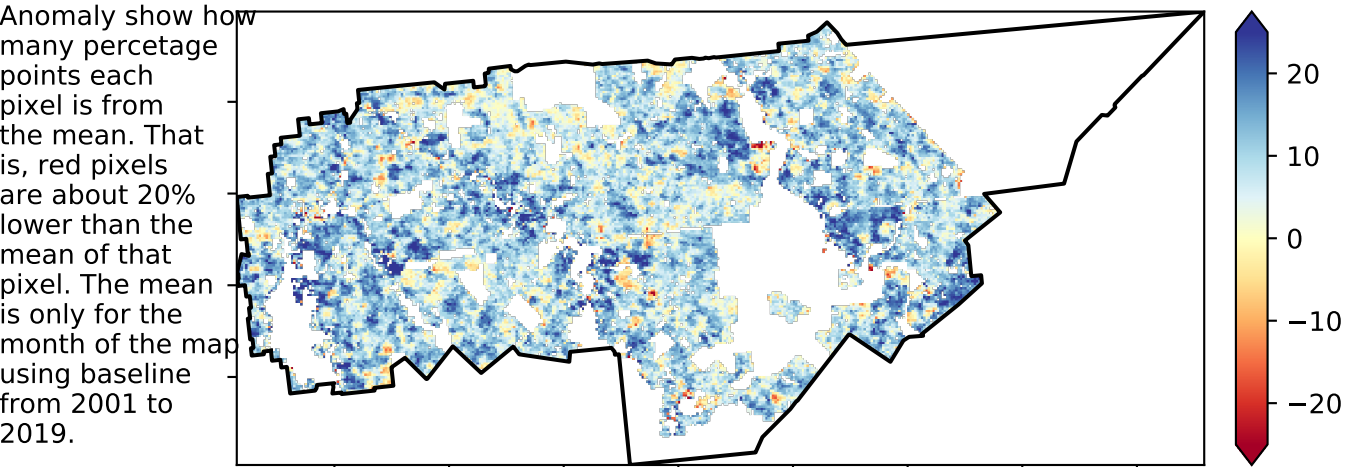 Anomaly show how
many percetage
points each
pixel is from
the mean. That
is, red pixels
are about 20%
lower than the
mean of that
pixel. The mean
is only for the
month of the map
using baseline
from 2001 to
2019.
20
10
0
−10
−20